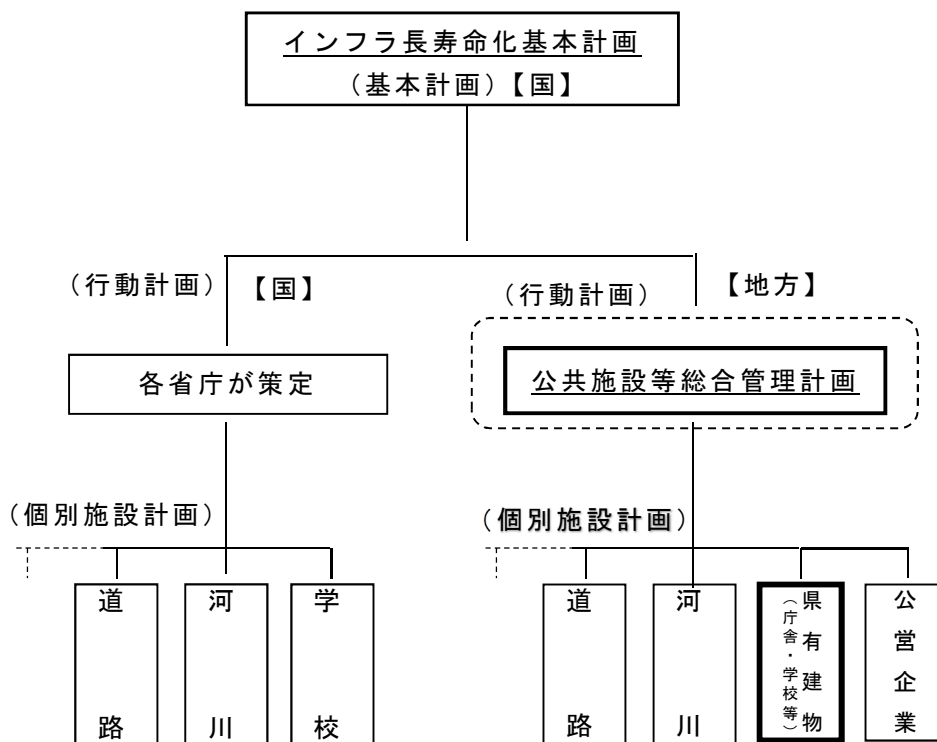 インフラ長寿命化基本計画
（基本計画）【国】
（行動計画）
【国】
（行動計画）
【地方】
各省庁が策定
公共施設等総合管理計画
（個別施設計画）
（個別施設計画）
道路
河川
学校
道路
河川
県有建物
（庁舎・学校等）
公営企業